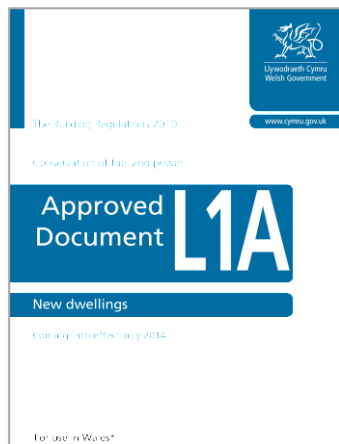 Llywodraeth Cymru
Welsh Government
www.cymru.gov.uk
The Building Regulations 2010
Conservation of fuel and power
Approved
Document
L1A
New dwellings
Coming into effect July 2014
For use in Wales*